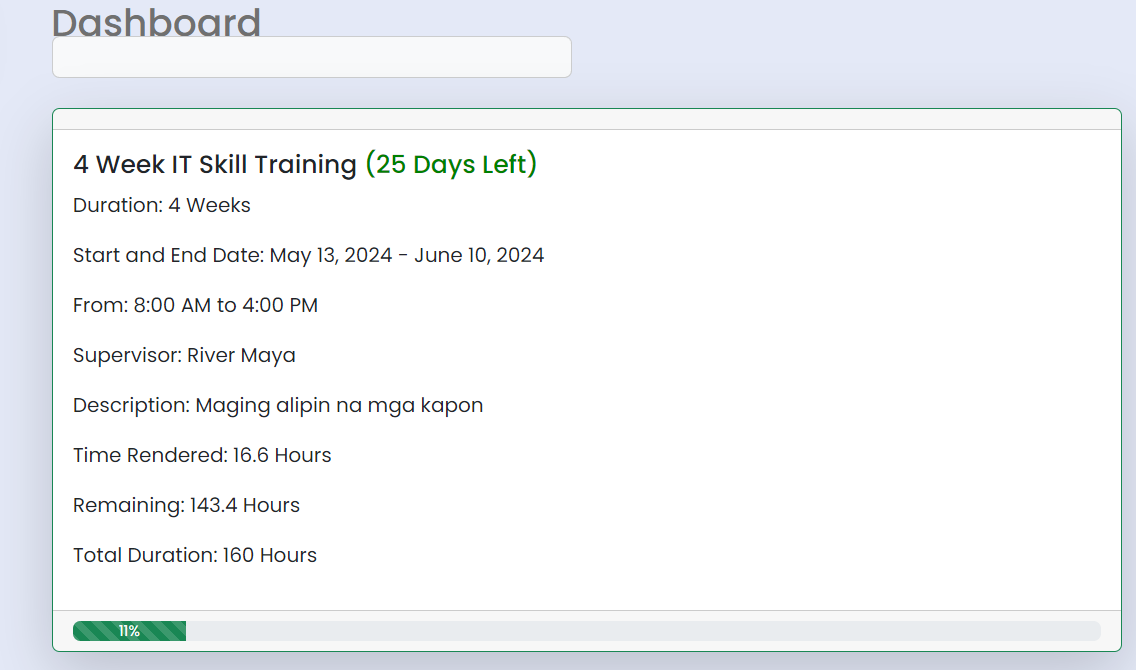 Dashboard
4 Week IT Skill Training (25 Days Left)
Duration: 4 Weeks
Start and End Date: May 13, 2024 - June 10, 2024
From: 8:00 AM to 4:00 PM
Supervisor: River Maya
Description: Maging alipin na mga kapon
Time Rendered: 16.6 Hours
Remaining: 143.4 Hours
Total Duration: 160 Hours
11%